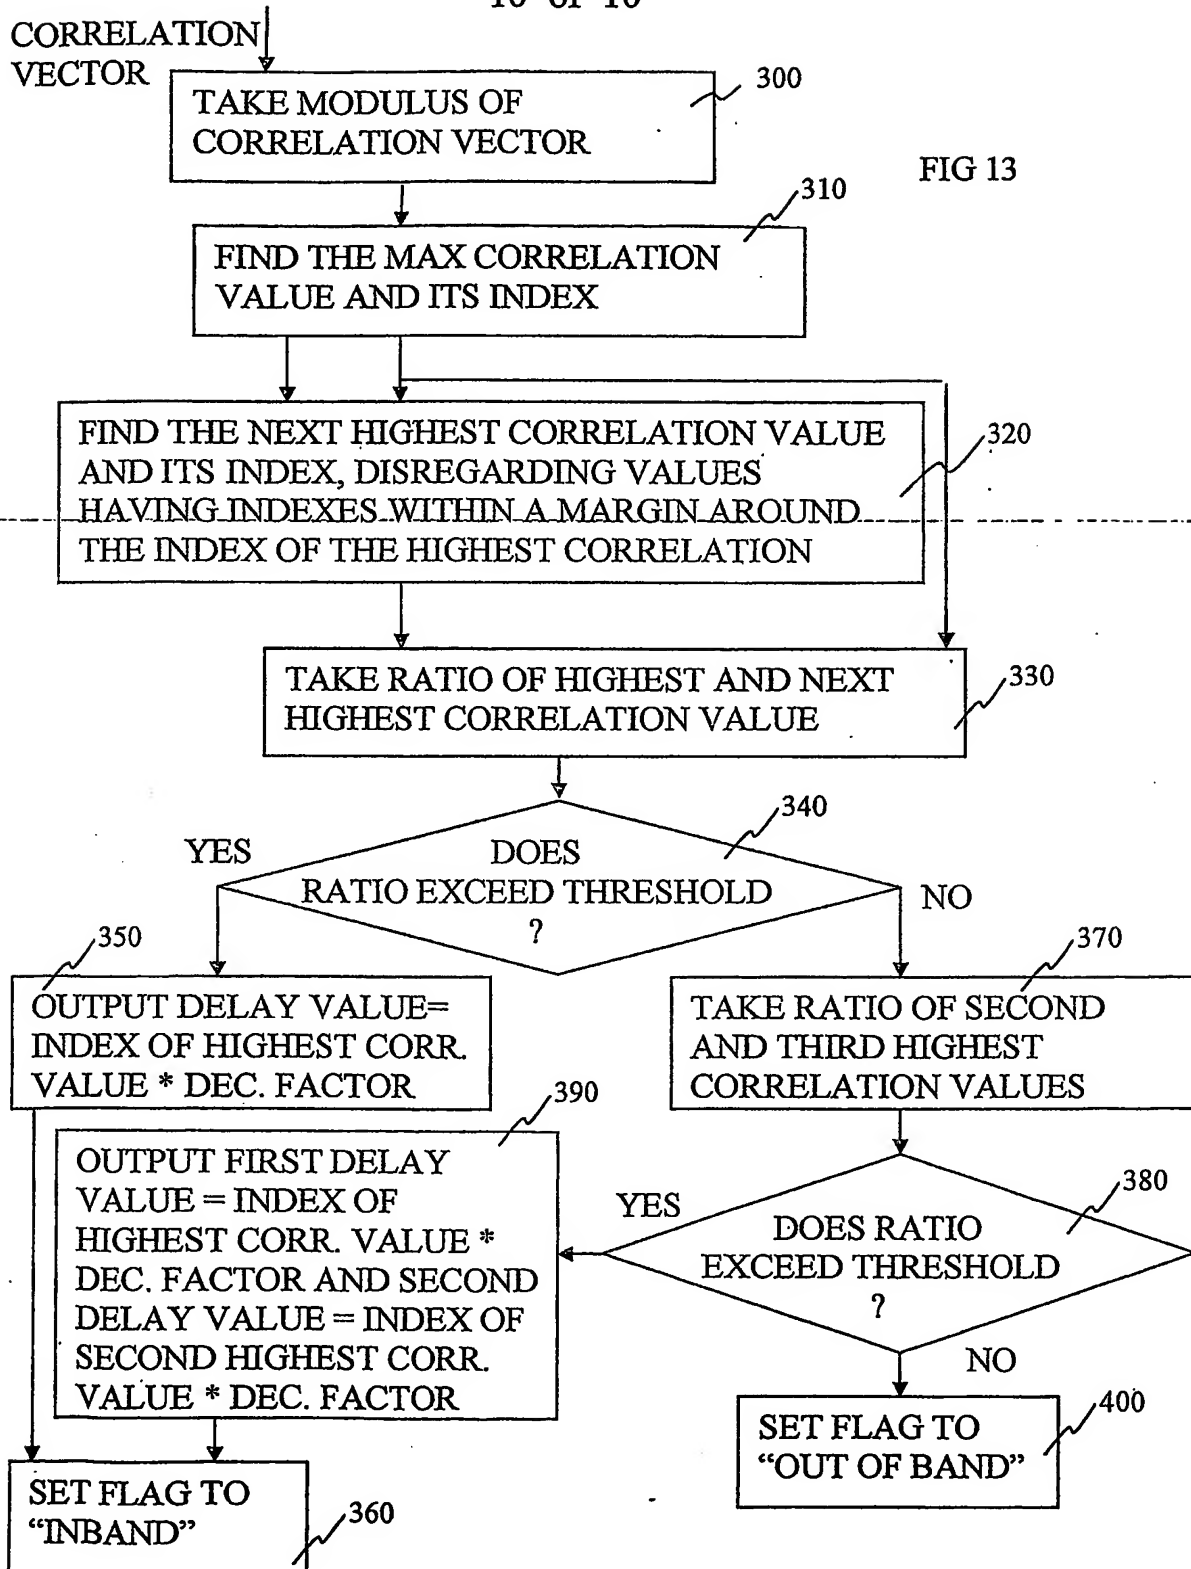 10 of 10
CORRELATION
VECTOR
TAKE MODULUS OF
CORRELATION VECTOR
300
FIG 13
310
FIND THE MAX CORRELATION
VALUE AND ITS INDEX
FIND THE NEXT HIGHEST CORRELATION VALUE
AND ITS INDEX, DISREGARDING VALUES
HAVING INDEXES WITHIN A MARGIN AROUND
THE INDEX OF THE HIGHEST CORRELATION
320
TAKE RATIO OF HIGHEST AND NEXT
HIGHEST CORRELATION VALUE
330
340
YES
DOES
RATIO EXCEED THRESHOLD
?
NO
350
OUTPUT DELAY VALUE=
INDEX OF HIGHEST CORR.
VALUE * DEC. FACTOR
370
TAKE RATIO OF SECOND
AND THIRD HIGHEST
CORRELATION VALUES
390
OUTPUT FIRST DELAY
VALUE = INDEX OF
HIGHEST CORR. VALUE *
DEC. FACTOR AND SECOND
DELAY VALUE = INDEX OF
SECOND HIGHEST CORR.
VALUE * DEC. FACTOR
YES
380
DOES RATIO
EXCEED THRESHOLD
?
NO
400
SET FLAG TO
“OUT OF BAND”
SET FLAG TO
“INBAND”
360